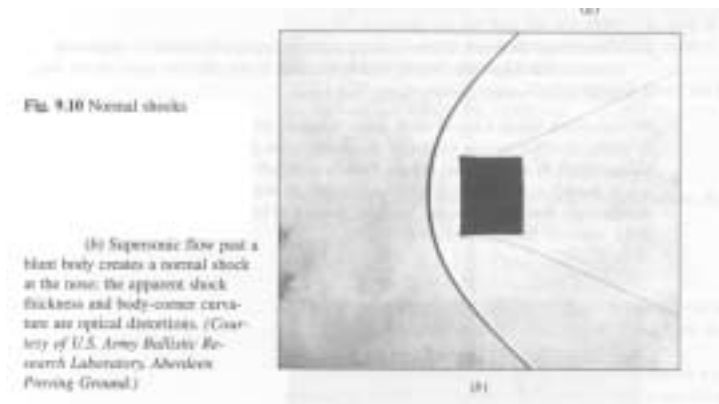 Fig. 9.10 Normal shocks
(b) Supersonic flow past a
blunt body creates a normal shock
at the nose; the apparent shock
thickness and body-corner curva-
ture are optical distortions. (Cour-
tesy of U.S. Army Ballistic Re-
search Laboratory, Aberdeen
Proving Ground.)
(b)